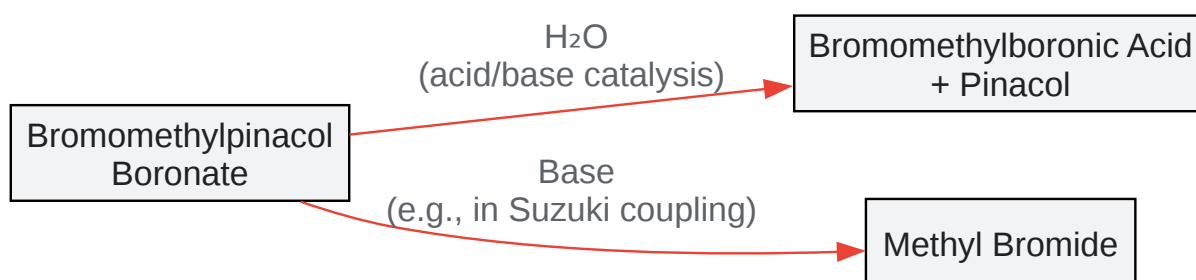 H₂O
(acid/base catalysis)
Bromomethylboronic Acid
+ Pinacol
Bromomethylpinacol
Boronate
Base
(e.g., in Suzuki coupling)
Methyl Bromide